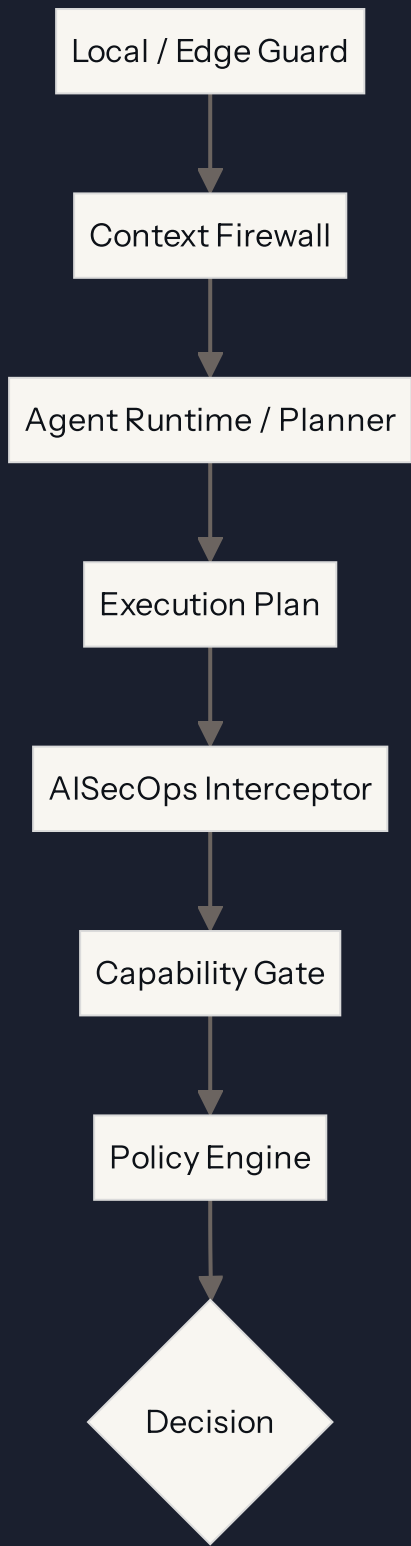 Local / Edge Guard
Context Firewall
Agent Runtime / Planner
Execution Plan
AISecOps Interceptor
Capability Gate
Policy Engine
Decision